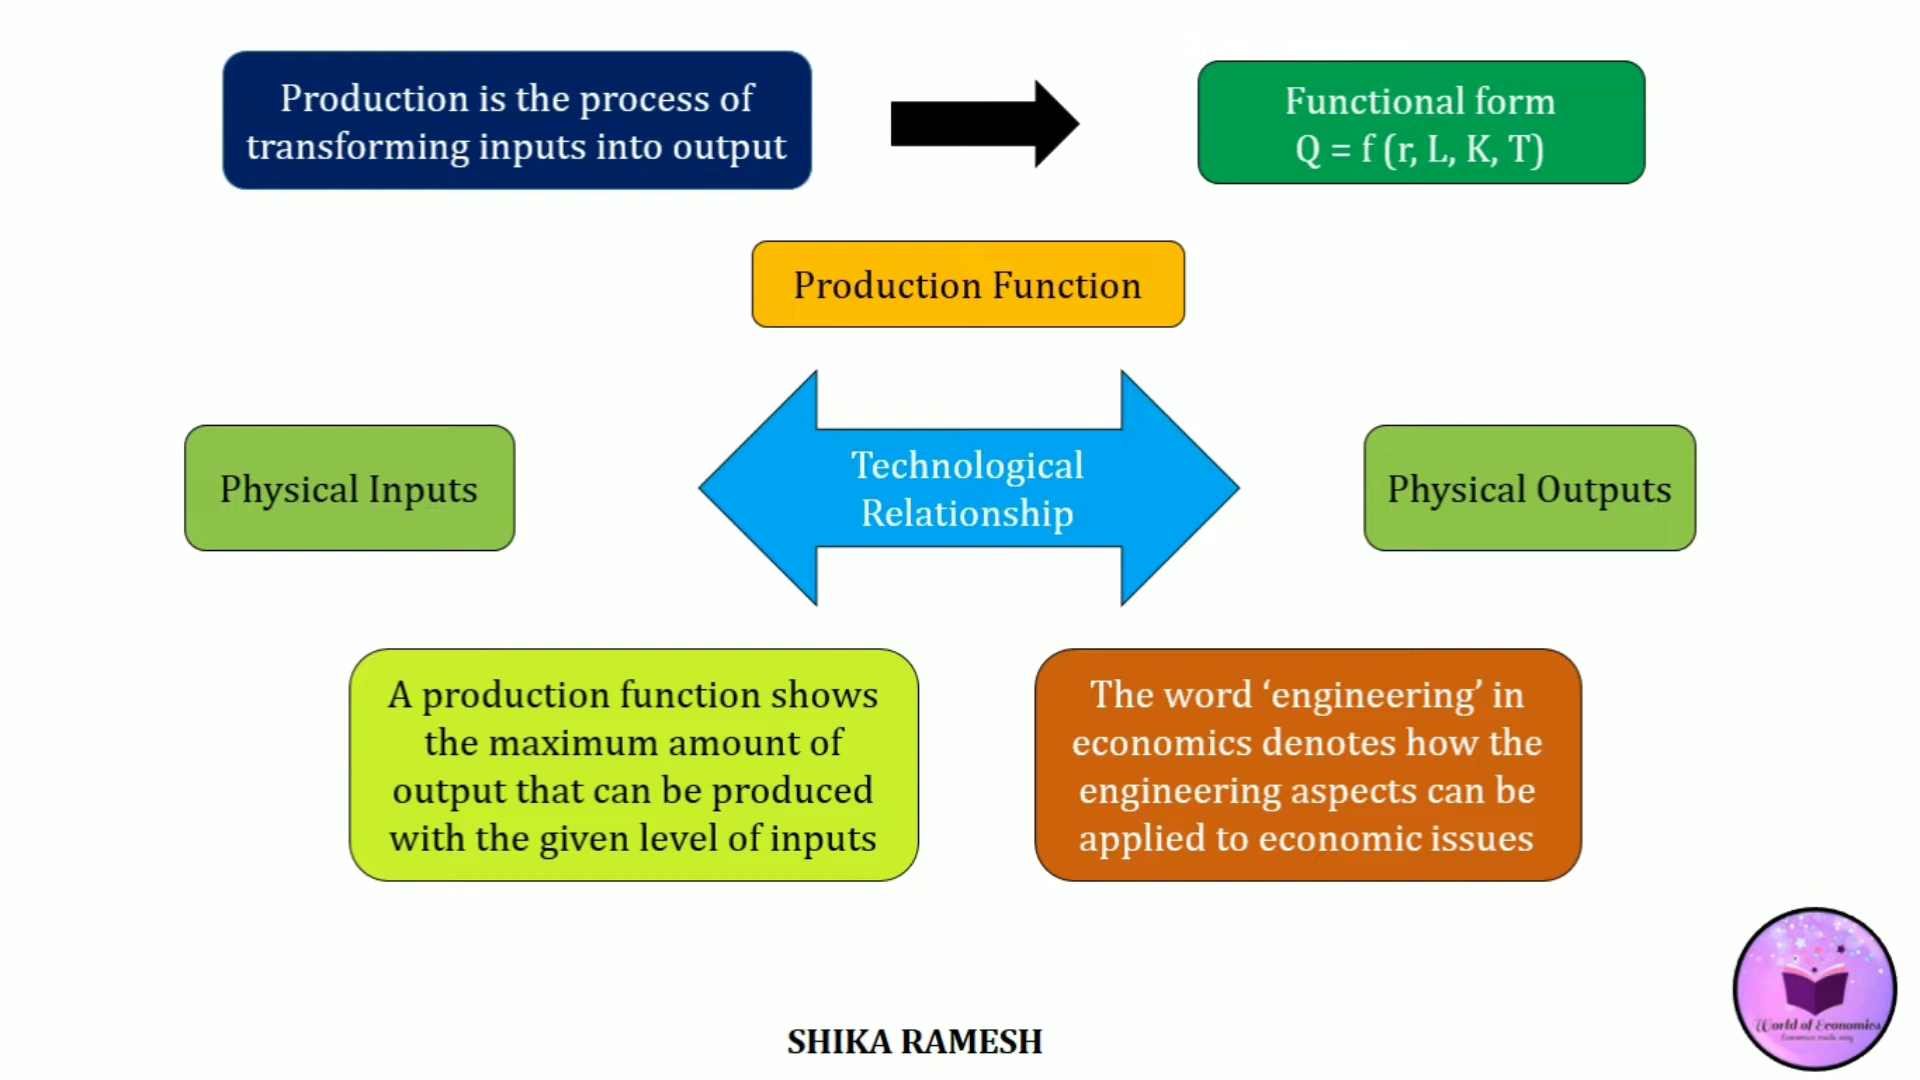 Production is the process of
transforming inputs into output
Functional form
Q = f (r, L, K, T)
Production Function
Physical Inputs
Technological
Relationship
Physical Outputs
A production function shows
the maximum amount of
output that can be produced
with the given level of inputs
The word ‘engineering’ in
economics denotes how the
engineering aspects can be
applied to economic issues
World of Economics
Economics made easy
SHIKA RAMESH